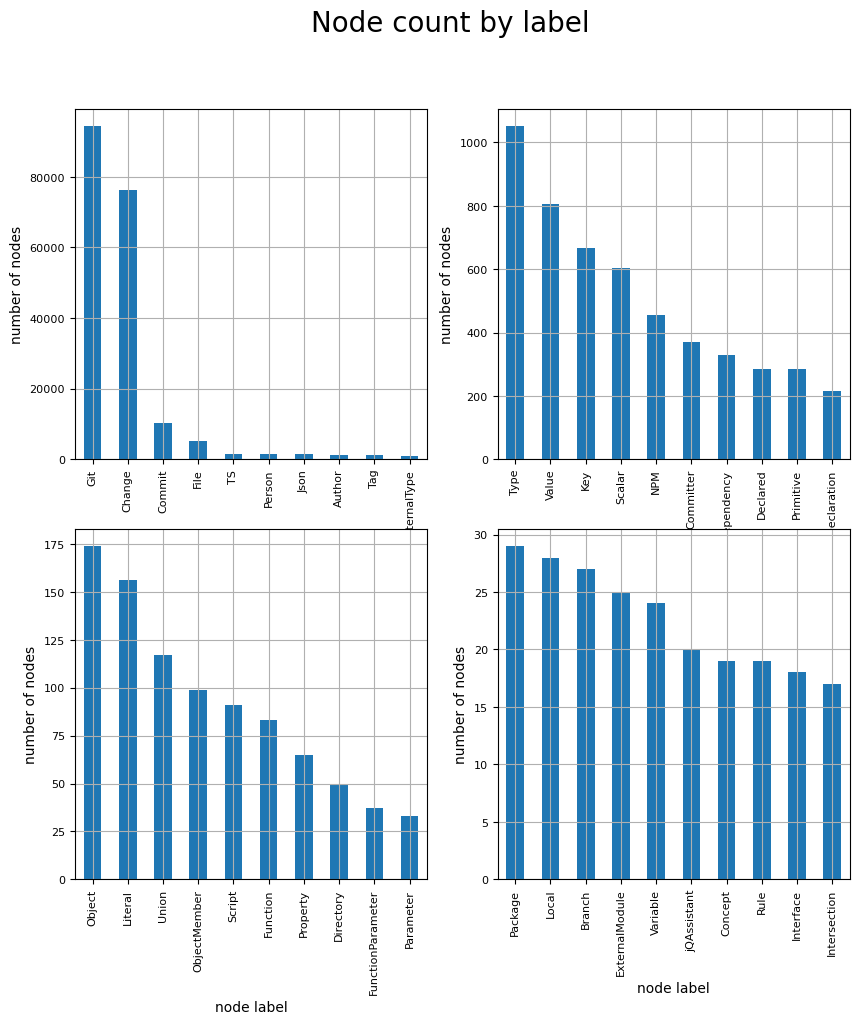 Node count by label
number of nodes
80000
60000
40000
20000
0
Git
Change
Commit
File
TS
Person
Json
Author
Tag
number of nodes
1000
800
600
400
200
0
Type
Value
Key
Scalar
NPM
Committer
Declared
Primitive
number of nodes
175
150
125
100
75
50
25
0
Object
Literal
Union
ObjectMember
Script
Function
Property
Directory
FunctionParameter
Parameter
node label
number of nodes
30
25
20
15
10
5
0
Package
Local
Branch
ExternalModule
Variable
jQAssistant
Concept
Rule
Interface
Intersection
node label